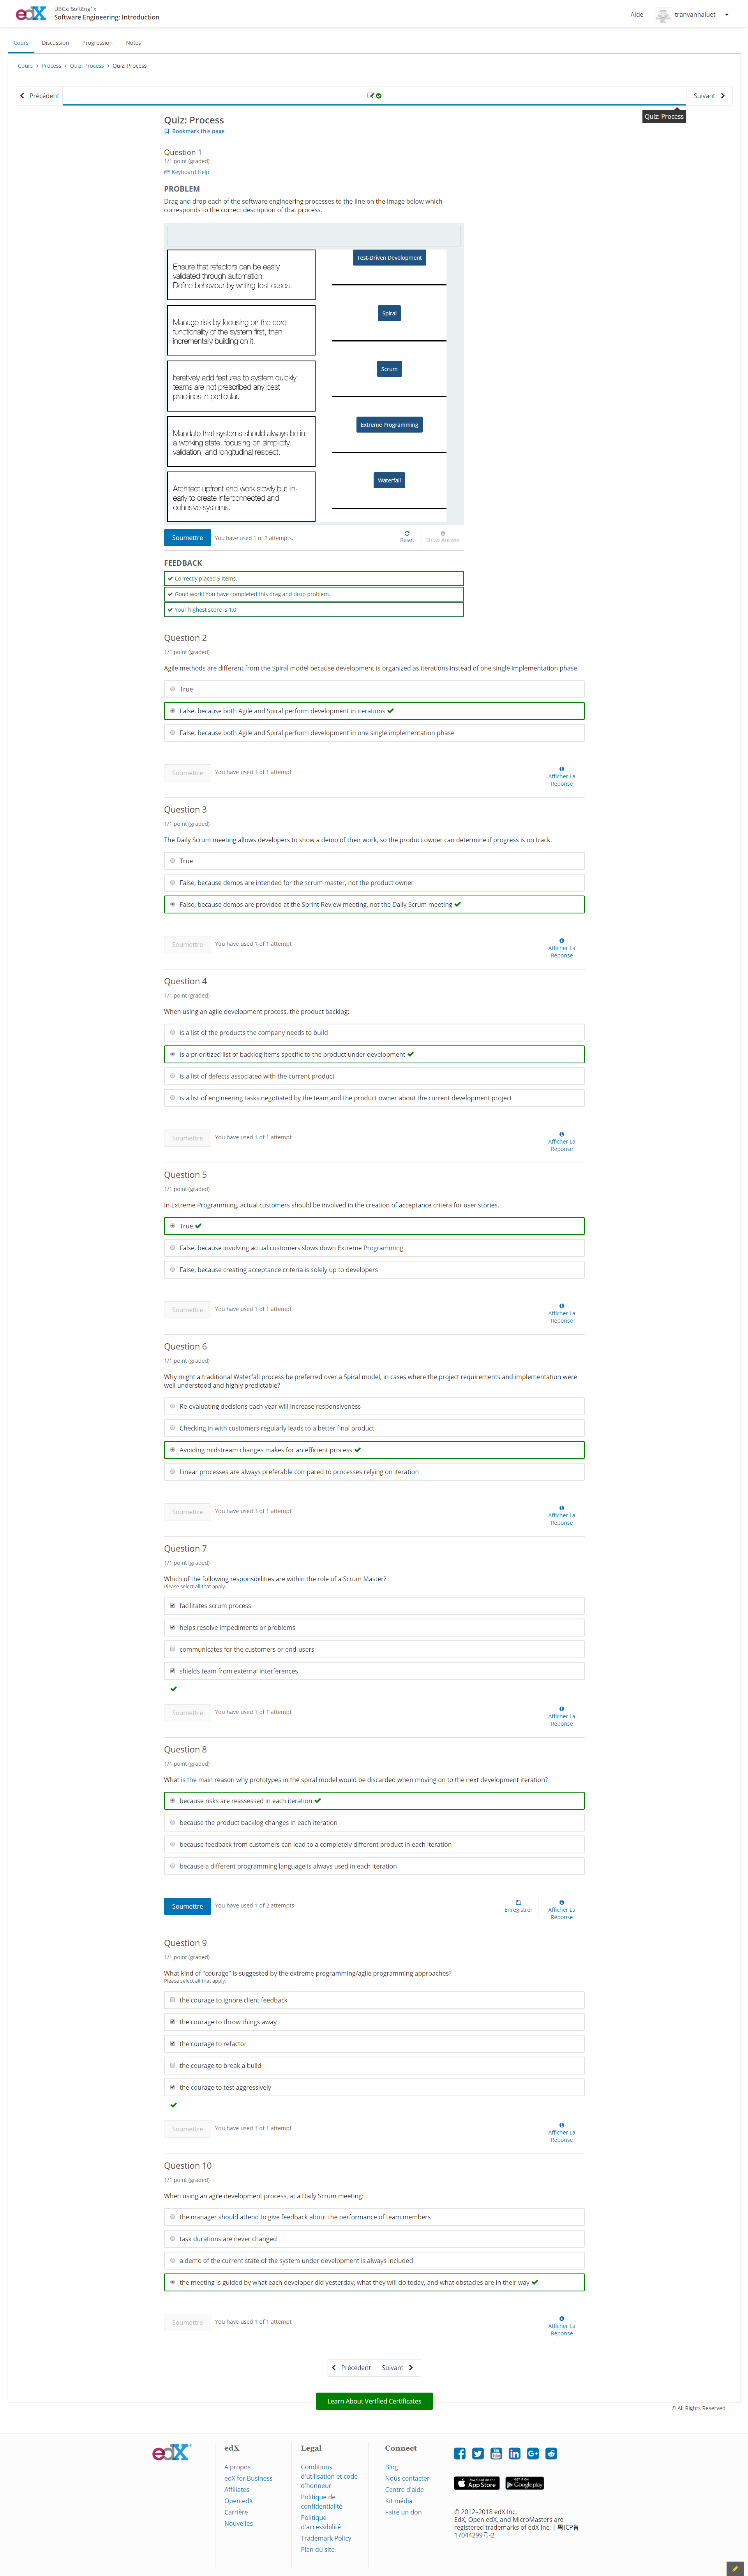 edX
UBCx: SoftEng1x
Software Engineering: Introduction
Aide
tranvanhaiuet
Cours
Discussion
Progression
Notes
Cours > Process > Quiz: Process > Quiz: Process
Précédent
Suivant
Quiz: Process
Quiz: Process
Bookmark this page
Question 1
1/1 point (graded)
Keyboard Help
PROBLEM
Drag and drop each of the software engineering processes to the line on the image below which
corresponds to the correct description of that process.
Ensure that refactors can be easily
validated through automation.
Define behaviour by writing test cases.
Test-Driven Development
Manage risk by focusing on the core
functionality of the system first, then
incrementally building on it.
Spiral
Iteratively add features to system quickly;
teams are not prescribed any best
practices in particular.
Scrum
Mandate that systems should always be in
a working state, focusing on simplicity,
validation, and longitudinal respect.
Extreme Programming
Architect upfront and work slowly but lin-
early to create interconnected and
cohesive systems.
Waterfall
Soumettre
You have used 1 of 2 attempts.
Reset
Show Answer
FEEDBACK
Correctly placed 5 items.
Good work! You have completed this drag and drop problem.
Your highest score is 1.0
Question 2
1/1 point (graded)
Agile methods are different from the Spiral model because development is organized as iterations instead of one single implementation phase.
True
False, because both Agile and Spiral perform development in iterations
False, because both Agile and Spiral perform development in one single implementation phase
Soumettre
You have used 1 of 1 attempt
Afficher La
Réponse
Question 3
1/1 point (graded)
The Daily Scrum meeting allows developers to show a demo of their work, so the product owner can determine if progress is on track.
True
False, because demos are intended for the scrum master, not the product owner
False, because demos are provided at the Sprint Review meeting, not the Daily Scrum meeting
Soumettre
You have used 1 of 1 attempt
Afficher La
Réponse
Question 4
1/1 point (graded)
When using an agile development process, the product backlog:
is a list of the products the company needs to build
is a prioritized list of backlog items specific to the product under development
is a list of defects associated with the current product
is a list of engineering tasks negotiated by the team and the product owner about the current development project
Soumettre
You have used 1 of 1 attempt
Afficher La
Réponse
Question 5
1/1 point (graded)
In Extreme Programming, actual customers should be involved in the creation of acceptance critera for user stories.
True
False, because involving actual customers slows down Extreme Programming
False, because creating acceptance criteria is solely up to developers
Soumettre
You have used 1 of 1 attempt
Afficher La
Réponse
Question 6
1/1 point (graded)
Why might a traditional Waterfall process be preferred over a Spiral model, in cases where the project requirements and implementation were
well understood and highly predictable?
Re-evaluating decisions each year will increase responsiveness
Checking in with customers regularly leads to a better final product
Avoiding midstream changes makes for an efficient process
Linear processes are always preferable compared to processes relying on iteration
Soumettre
You have used 1 of 1 attempt
Afficher La
Réponse
Question 7
1/1 point (graded)
Which of the following responsibilities are within the role of a Scrum Master?
Please select all that apply.
facilitates scrum process
helps resolve impediments or problems
communicates for the customers or end-users
shields team from external interferences
Soumettre
You have used 1 of 1 attempt
Afficher La
Réponse
Question 8
1/1 point (graded)
What is the main reason why prototypes in the spiral model would be discarded when moving on to the next development iteration?
because risks are reassessed in each iteration
because the product backlog changes in each iteration
because feedback from customers can lead to a completely different product in each iteration
because a different programming language is always used in each iteration
Soumettre
You have used 1 of 2 attempts
Enregistrer
Afficher La
Réponse
Question 9
1/1 point (graded)
What kind of "courage" is suggested by the extreme programming/agile programming approaches?
Please select all that apply.
the courage to ignore client feedback
the courage to throw things away
the courage to refactor
the courage to break a build
the courage to test aggressively
Soumettre
You have used 1 of 1 attempt
Afficher La
Réponse
Question 10
1/1 point (graded)
When using an agile development process, at a Daily Scrum meeting:
the manager should attend to give feedback about the performance of team members
task durations are never changed
a demo of the current state of the system under development is always included
the meeting is guided by what each developer did yesterday, what they will do today, and what obstacles are in their way
Soumettre
You have used 1 of 1 attempt
Afficher La
Réponse
Précédent
Suivant
Learn About Verified Certificates
© All Rights Reserved
edX
edX
A propos
edX for Business
Affiliates
Open edX
Carrière
Nouvelles
Legal
Conditions
d'utilisation et code
d'honneur
Politique de
confidentialité
Politique
d'accessibilité
Trademark Policy
Plan du site
Connect
Blog
Nous contacter
Centre d'aide
Kit média
Faire un don
Download on the
App Store
GET IT ON
Google play
© 2012–2018 edX Inc.
EdX, Open edX, and MicroMasters are
registered trademarks of edX Inc. | 粤ICP备
17044299号-2